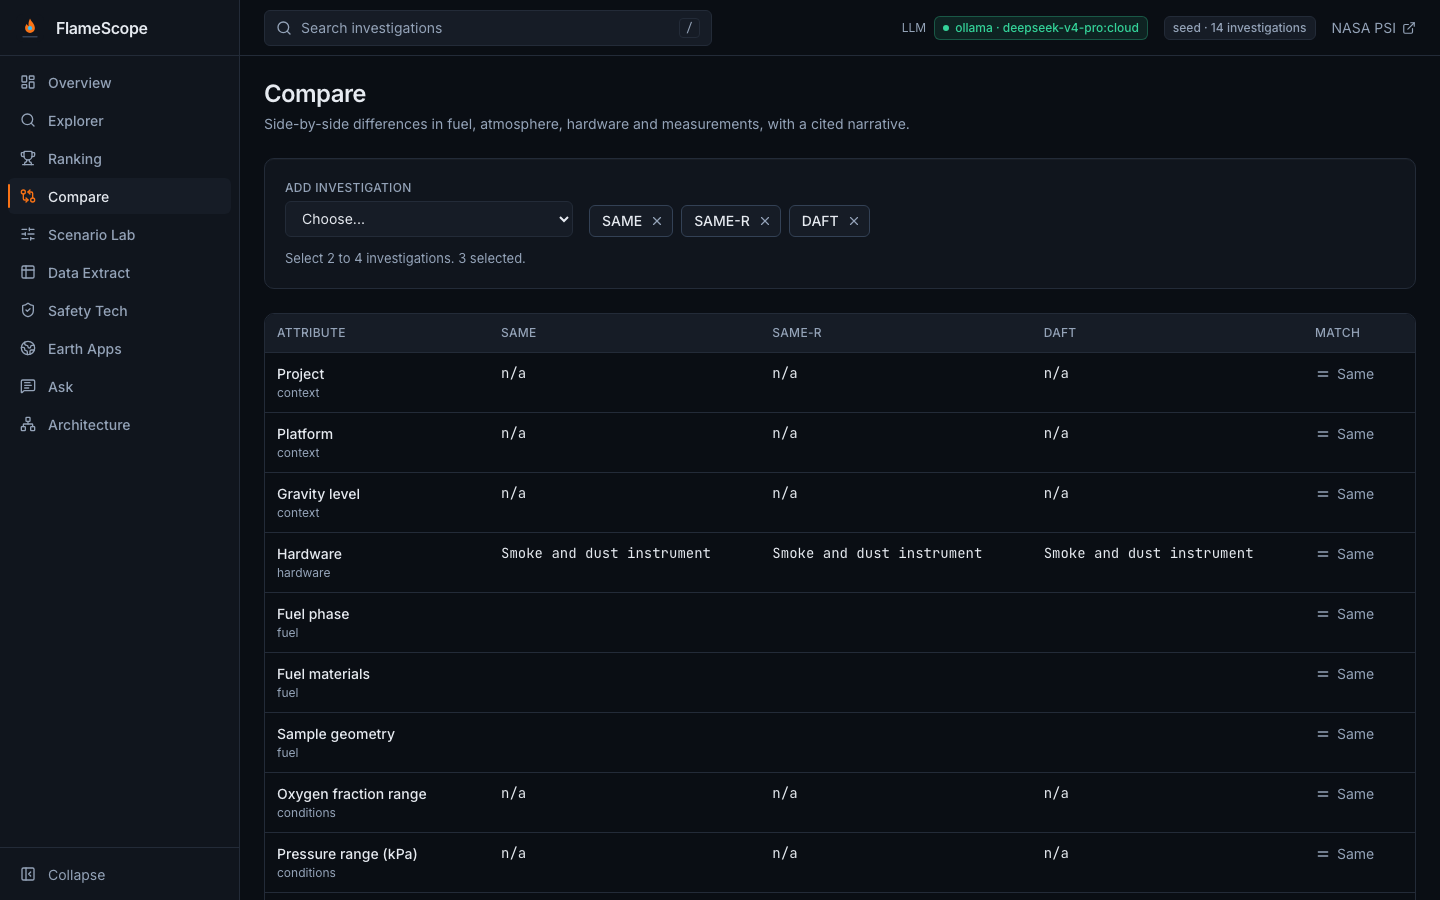 FlameScope
Search investigations /
LLM ollama · deepseek-v4-pro:cloud seed · 14 investigations NASA PSI
Overview
Explorer
Ranking
Compare
Scenario Lab
Data Extract
Safety Tech
Earth Apps
Ask
Architecture
Collapse
Compare
Side-by-side differences in fuel, atmosphere, hardware and measurements, with a cited narrative.
ADD INVESTIGATION
Choose... SAME × SAME-R × DAFT ×
Select 2 to 4 investigations. 3 selected.
ATTRIBUTE SAME SAME-R DAFT MATCH
Project n/a n/a n/a = Same
context
Platform n/a n/a n/a = Same
context
Gravity level n/a n/a n/a = Same
context
Hardware Smoke and dust instrument Smoke and dust instrument Smoke and dust instrument = Same
hardware
Fuel phase = Same
fuel
Fuel materials = Same
fuel
Sample geometry = Same
fuel
Oxygen fraction range n/a n/a n/a = Same
conditions
Pressure range (kPa) n/a n/a n/a = Same
conditions